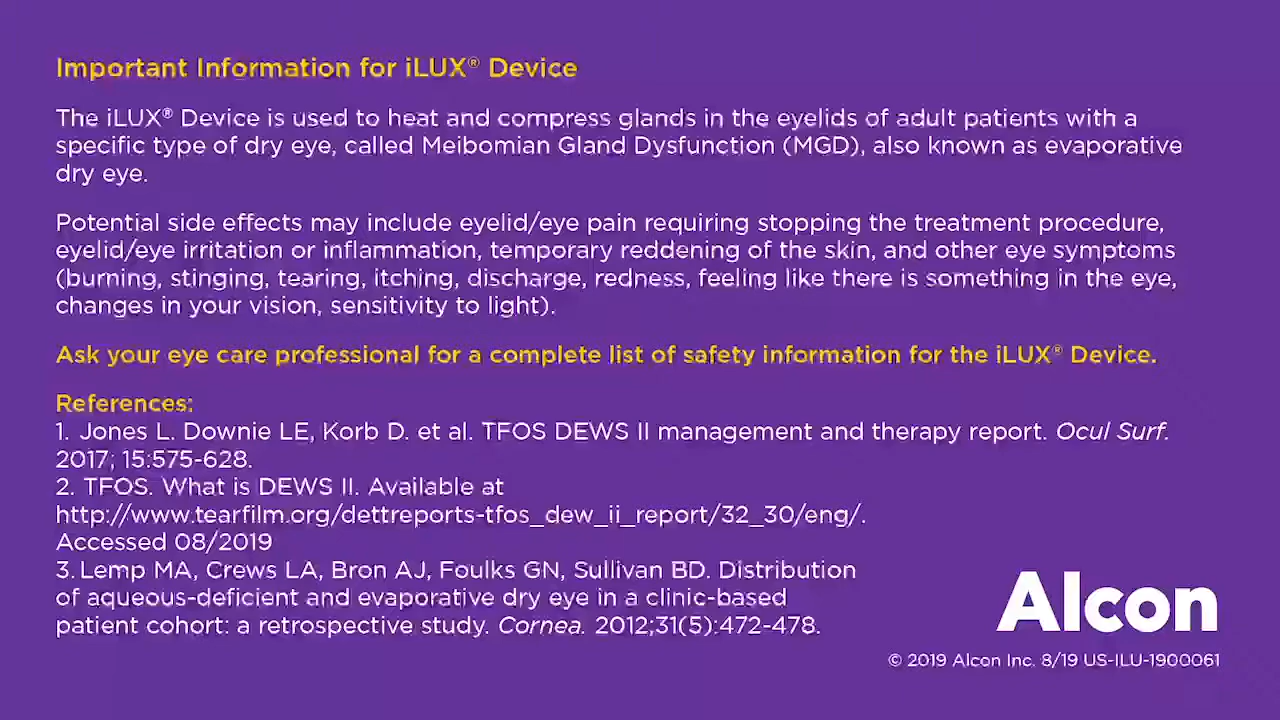 Important Information for iLUX® Device
The iLUX® Device is used to heat and compress glands in the eyelids of adult patients with a
specific type of dry eye, called Meibomian Gland Dysfunction (MGD), also known as evaporative
dry eye.
Potential side effects may include eyelid/eye pain requiring stopping the treatment procedure,
eyelid/eye irritation or inflammation, temporary reddening of the skin, and other eye symptoms
(burning, stinging, tearing, itching, discharge, redness, feeling like there is something in the eye,
changes in your vision, sensitivity to light).
Ask your eye care professional for a complete list of safety information for the iLUX® Device.
References:
1. Jones L. Downie LE, Korb D. et al. TFOS DEWS II management and therapy report. Ocul Surf.
2017; 15:575-628.
2. TFOS. What is DEWS II. Available at
http://www.tearfilm.org/dettreports-tfos_dew_ii_report/32_30/eng/.
Accessed 08/2019
3. Lemp MA, Crews LA, Bron AJ, Foulks GN, Sullivan BD. Distribution
of aqueous-deficient and evaporative dry eye in a clinic-based
patient cohort: a retrospective study. Cornea. 2012;31(5):472-478.
Alcon
© 2019 Alcon Inc. 8/19 US-ILU-1900061